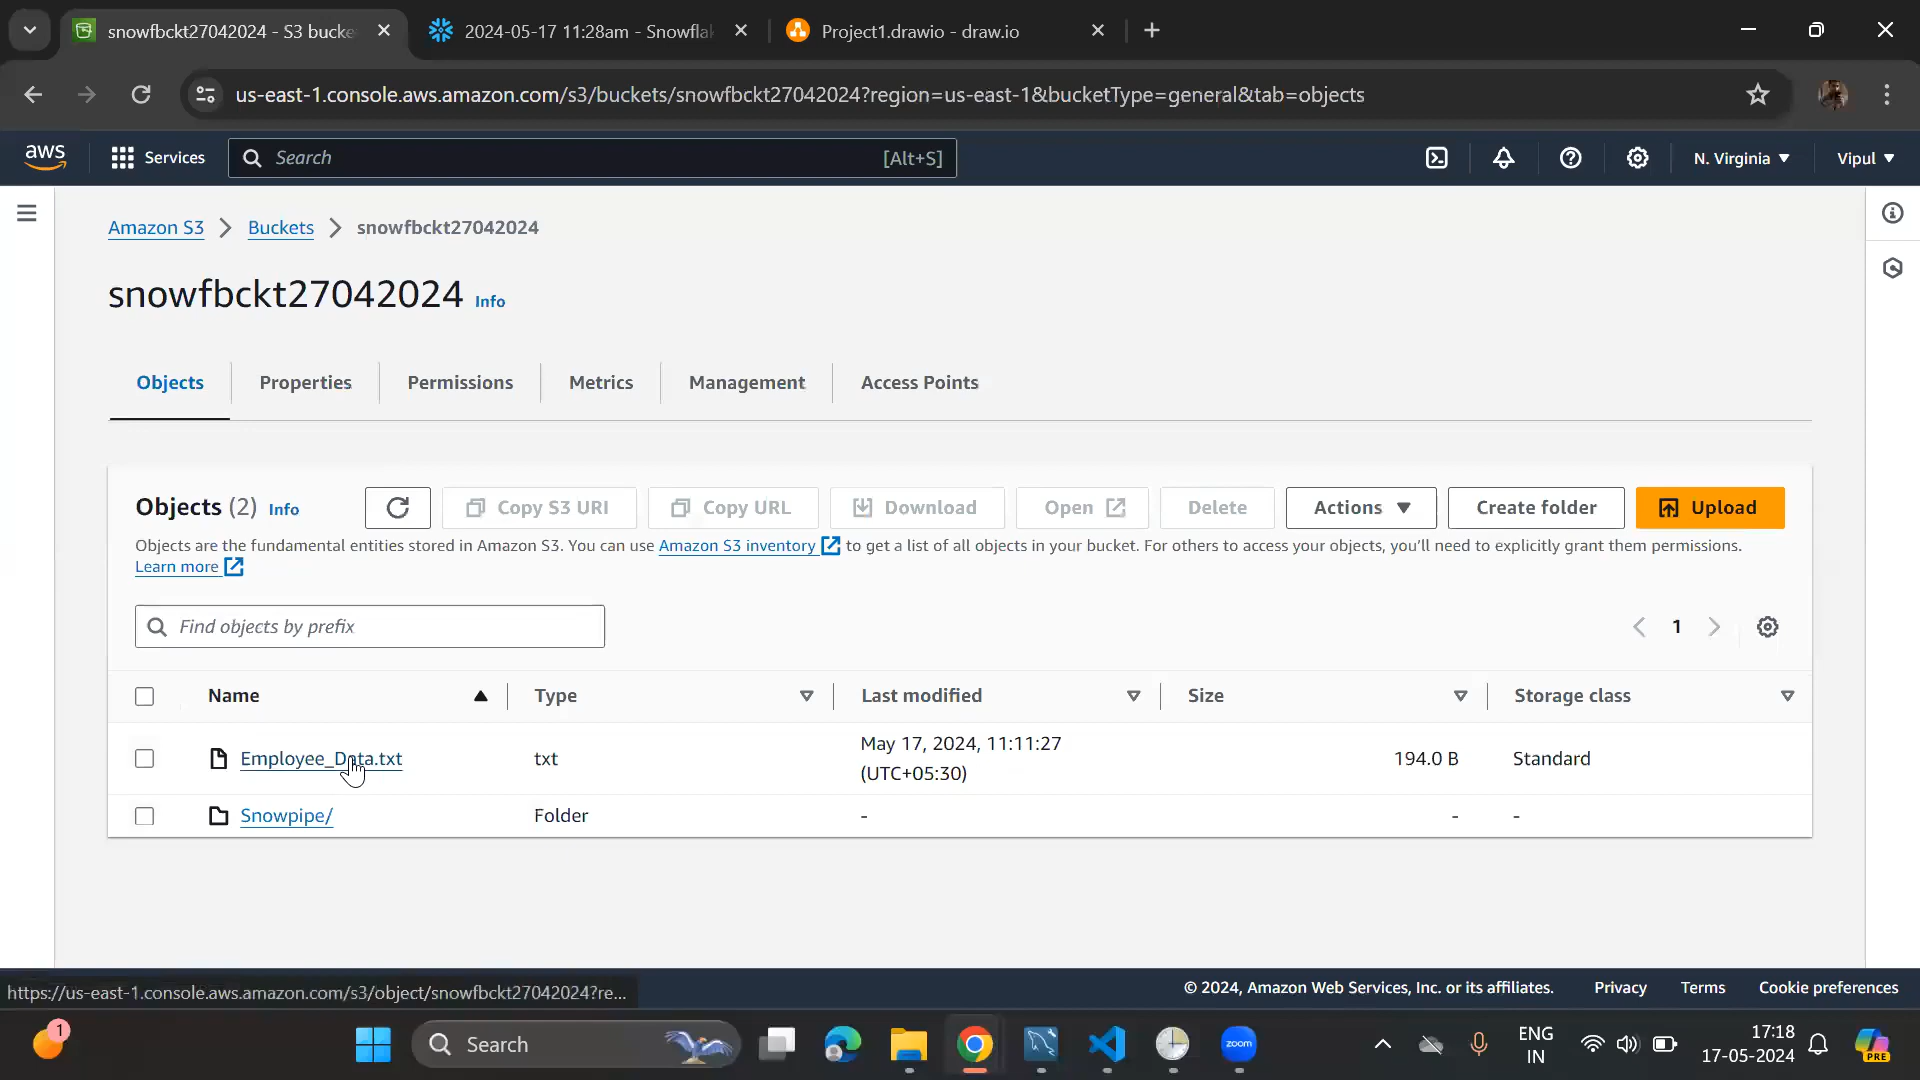 snowfbckt27042024 - S3 bucke
2024-05-17 11:28am - Snowfla
Project1.drawio - draw.io
us-east-1.console.aws.amazon.com/s3/buckets/snowfbckt27042024?region=us-east-1&bucketType=general&tab=objects
aws
Services
Search
[Alt+S]
N. Virginia
Vipul
Amazon S3
Buckets
snowfbckt27042024
snowfbckt27042024 Info
Objects
Properties
Permissions
Metrics
Management
Access Points
Objects (2) Info
Copy S3 URI
Copy URL
Download
Open
Delete
Actions
Create folder
Upload
Objects are the fundamental entities stored in Amazon S3. You can use Amazon S3 inventory to get a list of all objects in your bucket. For others to access your objects, you'll need to explicitly grant them permissions.
Learn more
Find objects by prefix
1
Name
Type
Last modified
Size
Storage class
Employee_Data.txt
txt
May 17, 2024, 11:11:27
(UTC+05:30)
194.0 B
Standard
Snowpipe/
Folder
-
-
-
https://us-east-1.console.aws.amazon.com/s3/object/snowfbckt27042024?re...
© 2024, Amazon Web Services, Inc. or its affiliates.
Privacy
Terms
Cookie preferences
1
Search
zoom
ENG
IN
17:18
17-05-2024
PRE